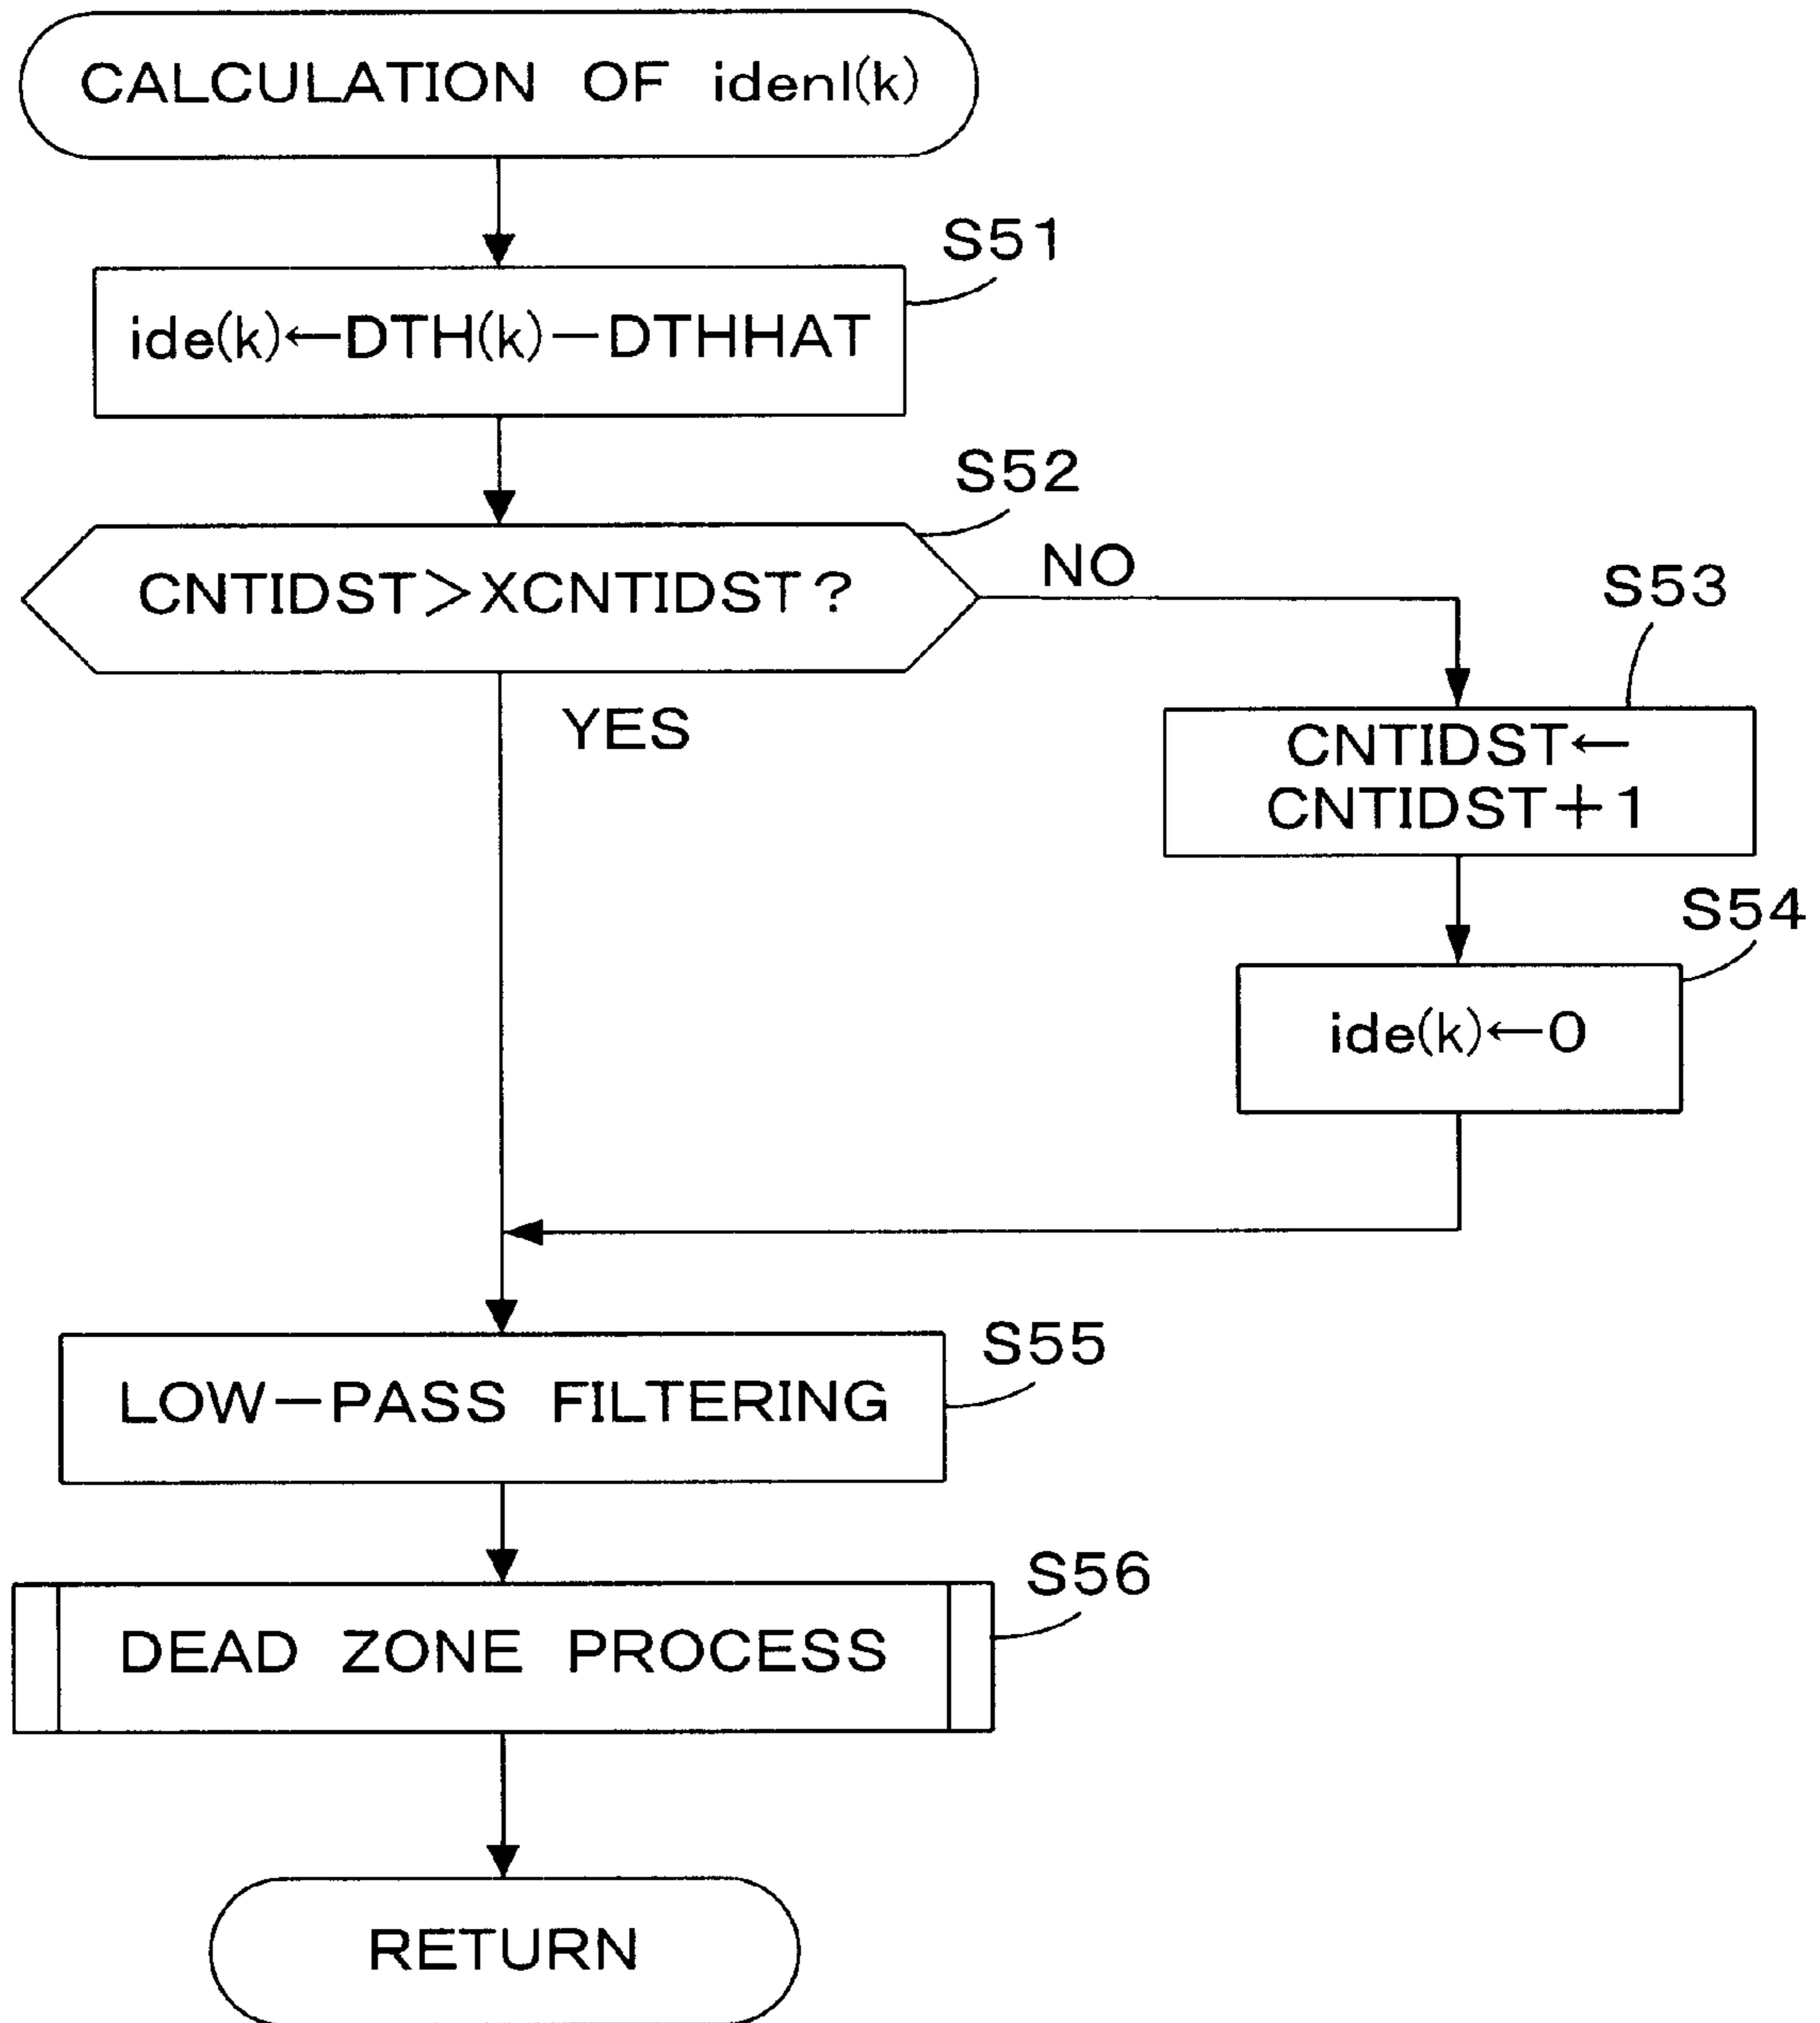 CALCULATION OF idenl(k)
S51
ide(k)←DTH(k)−DTHHAT
S52
CNTIDST>XCNTIDST?
NO
YES
S53
CNTIDST←
CNTIDST+1
S54
ide(k)←0
S55
LOW−PASS FILTERING
S56
DEAD ZONE PROCESS
RETURN